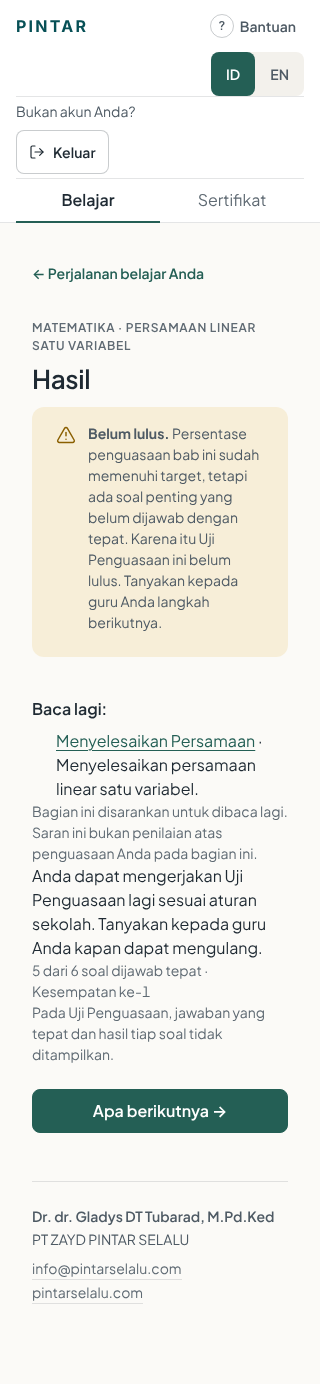 PINTAR
? Bantuan
ID EN
Bukan akun Anda?
Keluar
Belajar Sertifikat
← Perjalanan belajar Anda
MATEMATIKA · PERSAMAAN LINEAR
SATU VARIABEL
Hasil
Belum lulus. Persentase
penguasaan bab ini sudah
memenuhi target, tetapi
ada soal penting yang
belum dijawab dengan
tepat. Karena itu Uji
Penguasaan ini belum
lulus. Tanyakan kepada
guru Anda langkah
berikutnya.
Baca lagi:
Menyelesaikan Persamaan ·
Menyelesaikan persamaan
linear satu variabel.
Bagian ini disarankan untuk dibaca lagi.
Saran ini bukan penilaian atas
penguasaan Anda pada bagian ini.
Anda dapat mengerjakan Uji
Penguasaan lagi sesuai aturan
sekolah. Tanyakan kepada guru
Anda kapan dapat mengulang.
5 dari 6 soal dijawab tepat ·
Kesempatan ke-1
Pada Uji Penguasaan, jawaban yang
tepat dan hasil tiap soal tidak
ditampilkan.
Apa berikutnya →
Dr. dr. Gladys DT Tubarad, M.Pd.Ked
PT ZAYD PINTAR SELALU
info@pintarselalu.com
pintarselalu.com